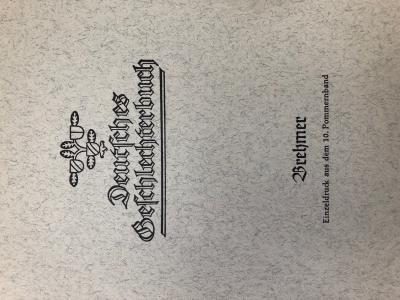 Deutsches
Geschlechterbuch
Brehmer
Einzeldruck aus dem 10. Pommernband